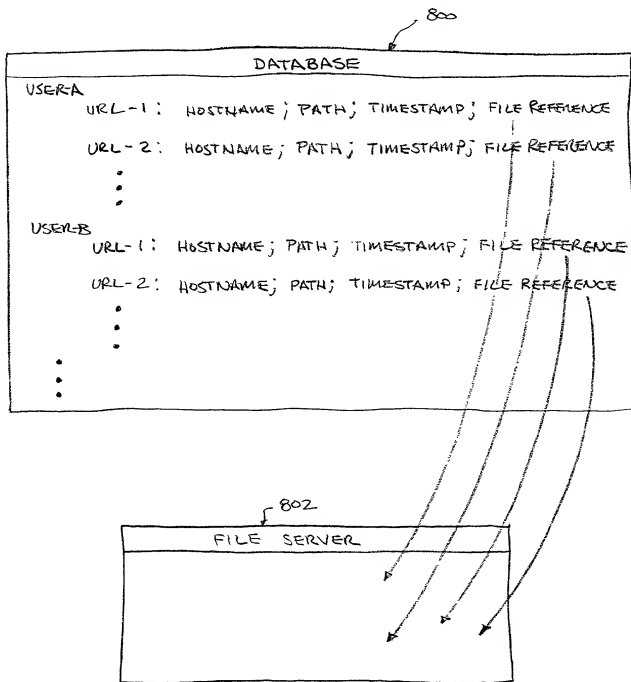 800
DATABASE
USER-A
URL-1: HOSTNAME; PATH; TIMESTAMP; FILE REFERENCE
URL-2: HOSTNAME; PATH; TIMESTAMP; FILE REFERENCE
USER-B
URL-1: HOSTNAME; PATH; TIMESTAMP; FILE REFERENCE
URL-2: HOSTNAME; PATH; TIMESTAMP; FILE REFERENCE
802
FILE SERVER